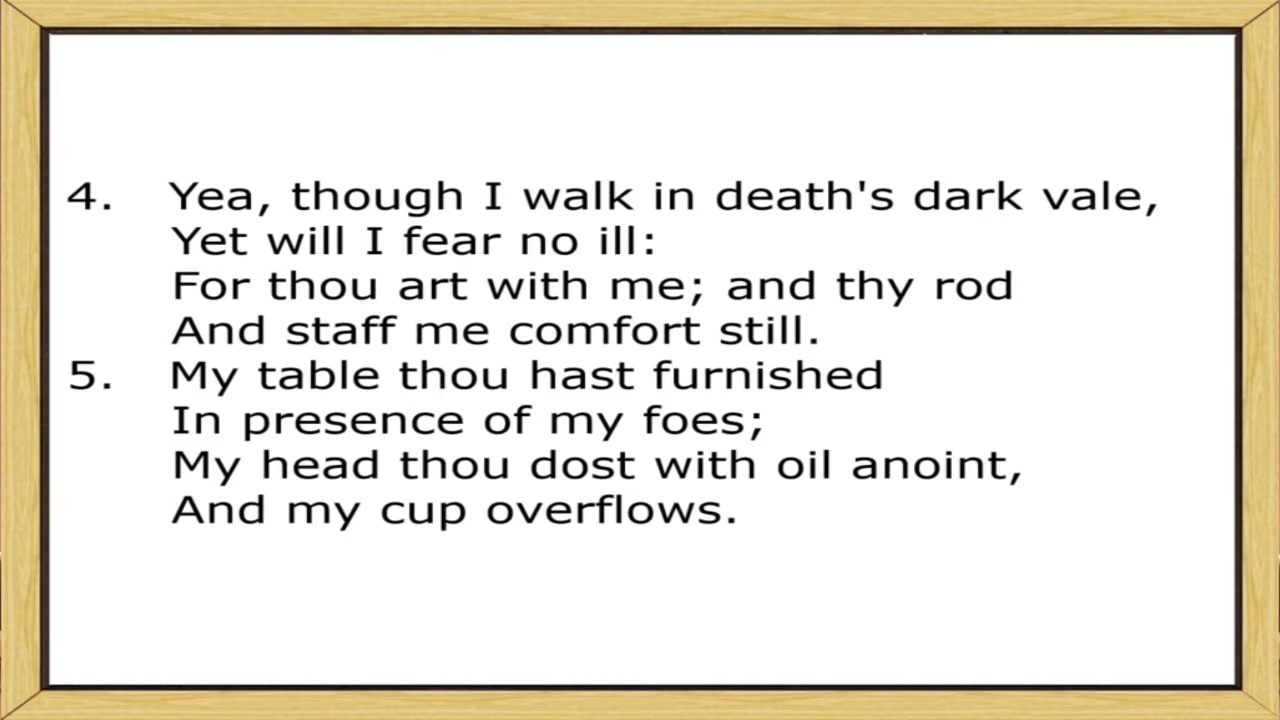 4. Yea, though I walk in death's dark vale,
Yet will I fear no ill:
For thou art with me; and thy rod
And staff me comfort still.
5. My table thou hast furnished
In presence of my foes;
My head thou dost with oil anoint,
And my cup overflows.